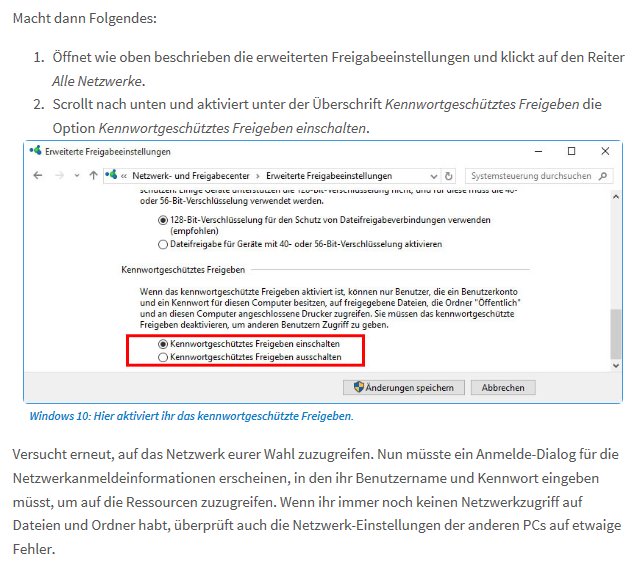 Macht dann Folgendes:
1. Öffnet wie oben beschrieben die erweiterten Freigabeeinstellungen und klickt auf den Reiter
Alle Netzwerke.
2. Scrollt nach unten und aktiviert unter der Überschrift Kennwortgeschütztes Freigeben die
Option Kennwortgeschütztes Freigeben einschalten.
Erweiterte Freigabeeinstellungen
« Netzwerk- und Freigabecenter > Erweiterte Freigabeeinstellungen
Systemsteuerung durchsuchen
schützen. Einige Geräte unterstützen die 128-Bit-Verschlüsselung nicht, und für diese muss die 40-
oder 56-Bit-Verschlüsselung verwendet werden.
128-Bit-Verschlüsselung für den Schutz von Dateifreigabeverbindungen verwenden
(empfohlen)
Dateifreigabe für Geräte mit 40- oder 56-Bit-Verschlüsselung aktivieren
Kennwortgeschütztes Freigeben
Wenn das kennwortgeschützte Freigeben aktiviert ist, können nur Benutzer, die ein Benutzerkonto
und ein Kennwort für diesen Computer besitzen, auf freigegebene Dateien, die Ordner "Öffentlich"
und an diesen Computer angeschlossene Drucker zugreifen. Sie müssen das kennwortgeschützte
Freigeben deaktivieren, um anderen Benutzern Zugriff zu geben.
Kennwortgeschütztes Freigeben einschalten
Kennwortgeschütztes Freigeben ausschalten
Änderungen speichern
Abbrechen
Windows 10: Hier aktiviert ihr das kennwortgeschützte Freigeben.
Versucht erneut, auf das Netzwerk eurer Wahl zuzugreifen. Nun müsste ein Anmelde-Dialog für die
Netzwerkanmeldeinformationen erscheinen, in den ihr Benutzername und Kennwort eingeben
müsst, um auf die Ressourcen zuzugreifen. Wenn ihr immer noch keinen Netzwerkzugriff auf
Dateien und Ordner habt, überprüft auch die Netzwerk-Einstellungen der anderen PCs auf etwaige
Fehler.